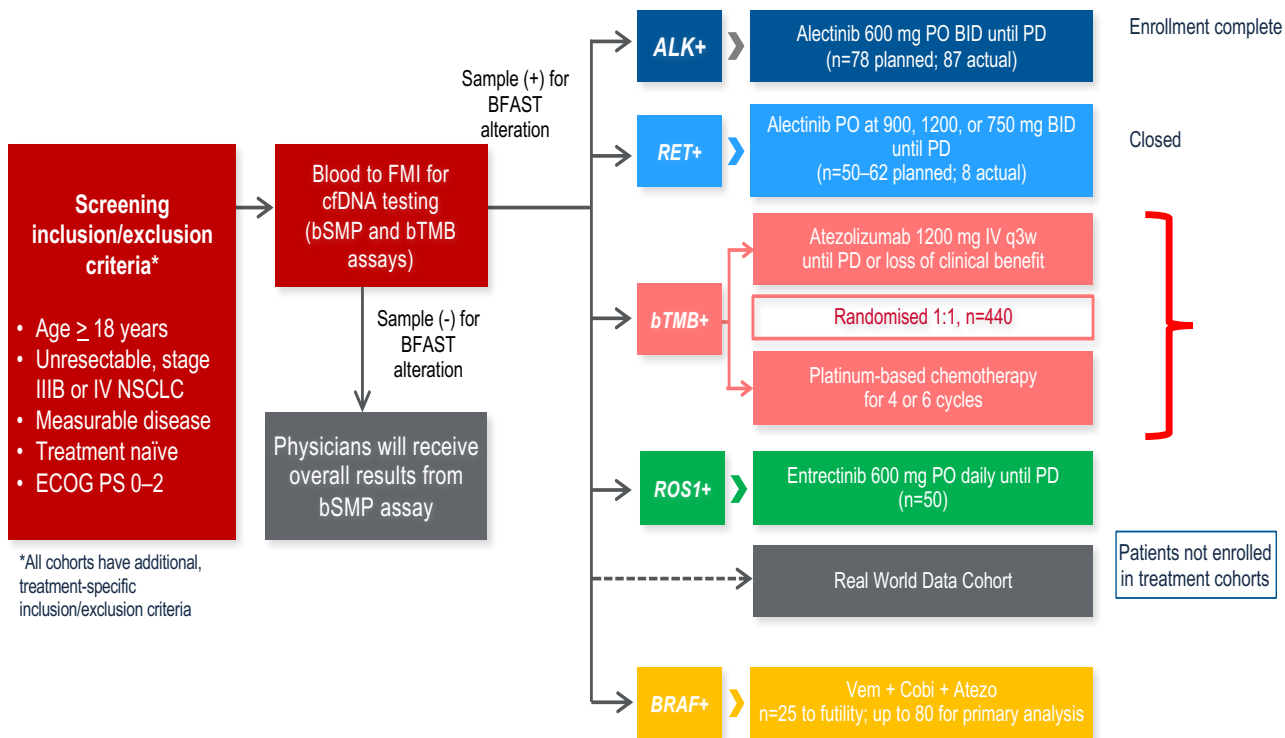 Screening
inclusion/exclusion
criteria*
• Age ≥ 18 years
• Unresectable, stage
IIIB or IV NSCLC
• Measurable disease
• Treatment naïve
• ECOG PS 0–2
*All cohorts have additional,
treatment-specific
inclusion/exclusion criteria
Blood to FMI for
cfDNA testing
(bSMP and bTMB
assays)
Sample (+) for
BFAST
alteration
Sample (-) for
BFAST
alteration
Physicians will receive
overall results from
bSMP assay
ALK+
Alectinib 600 mg PO BID until PD
(n=78 planned; 87 actual)
Enrollment complete
RET+
Alectinib PO at 900, 1200, or 750 mg BID
until PD
(n=50–62 planned; 8 actual)
Closed
bTMB+
Atezolizumab 1200 mg IV q3w
until PD or loss of clinical benefit
Randomised 1:1, n=440
Platinum-based chemotherapy
for 4 or 6 cycles
ROS1+
Entrectinib 600 mg PO daily until PD
(n=50)
Real World Data Cohort
Patients not enrolled
in treatment cohorts
BRAF+
Vem + Cobi + Atezo
n=25 to futility; up to 80 for primary analysis